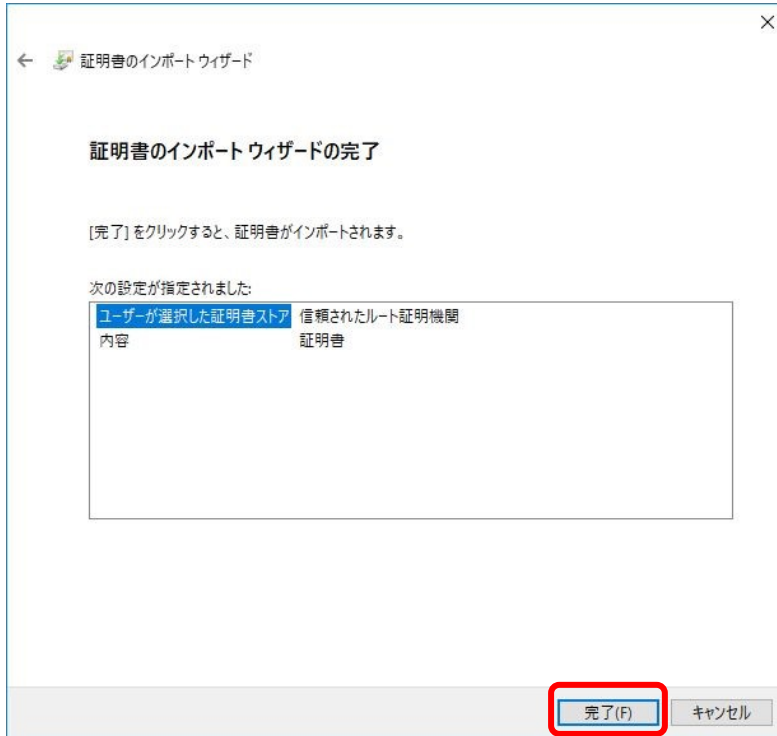 証明書のインポート ウィザード
証明書のインポート ウィザードの完了
[完了] をクリックすると、証明書がインポートされます。
次の設定が指定されました:
ユーザーが選択した証明書ストア 信頼されたルート証明機関
内容 証明書
完了(F) キャンセル